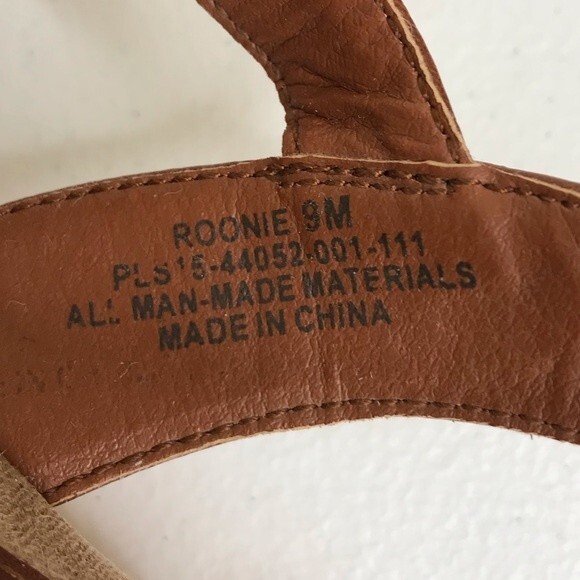 ROONIE 9M
PLS15-44052-001-111
ALL MAN-MADE MATERIALS
MADE IN CHINA